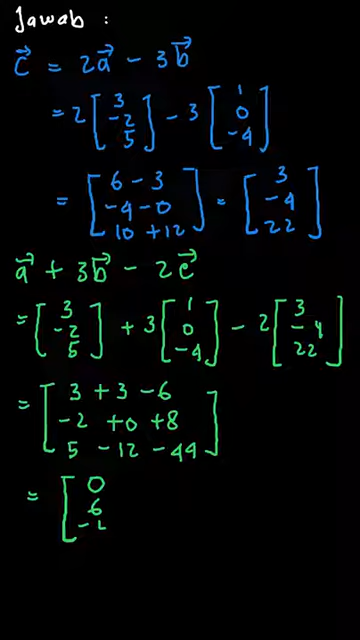 Jawab :
c⃗ = 2a⃗ − 3b⃗
= 2 [3 −2 5] − 3 [1 0 −4]
= [6 − 3 −4 − 0 10 + 12] = [3 −4 22]
a⃗ + 3b⃗ − 2c⃗
= [3 −2 5] + 3 [1 0 −4] − 2 [3 −4 22]
= [3 + 3 − 6 −2 + 0 + 8 5 − 12 − 44]
= [0 6 −